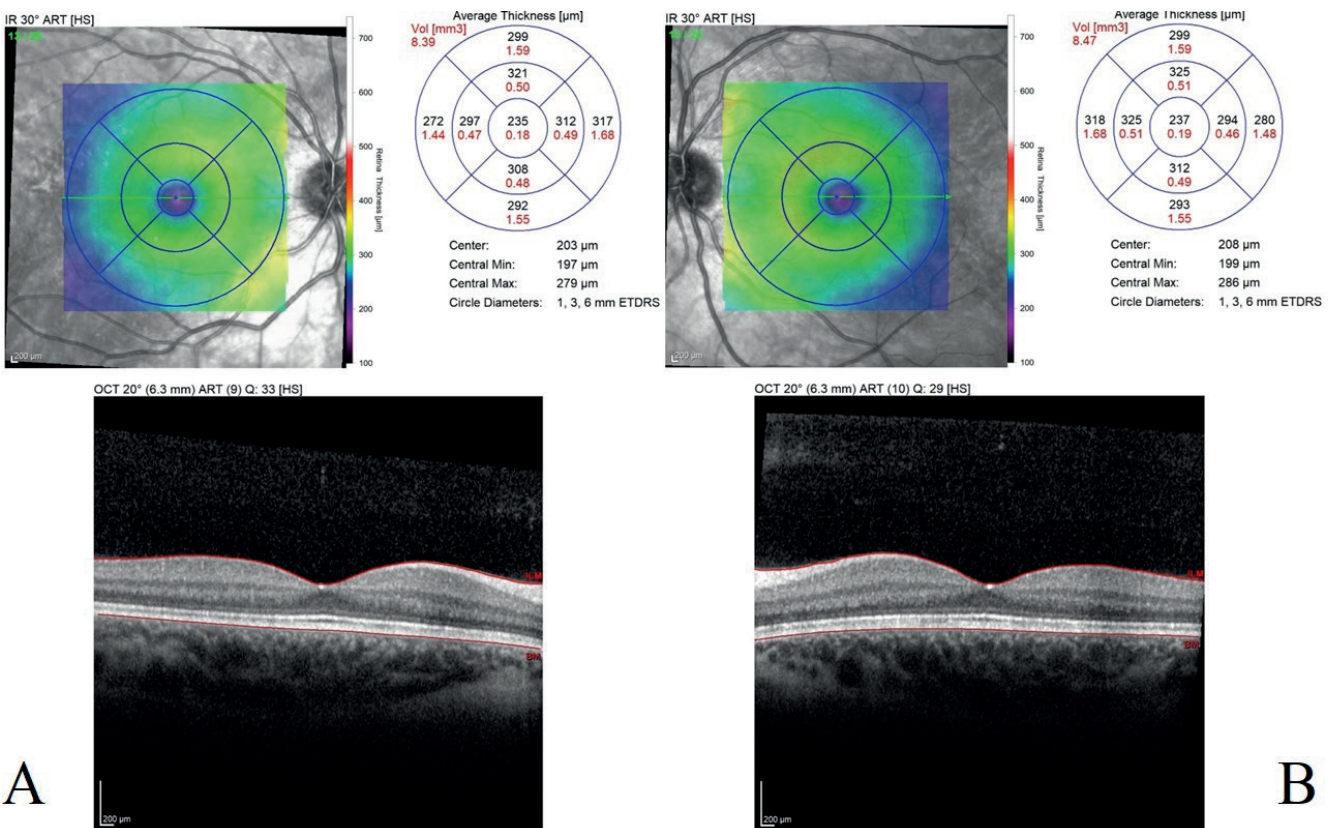 IR 30° ART [HS]
700
600
500
400
300
200
100
Retina Thickness [µm]
200 µm
Average Thickness [µm]
Vol [mm3]
8.39
299
1.59
321
0.50
272 297 235 312 317
1.44 0.47 0.18 0.49 1.68
308
0.48
292
1.55
Center: 203 µm
Central Min: 197 µm
Central Max: 279 µm
Circle Diameters: 1, 3, 6 mm ETDRS
IR 30° ART [HS]
700
600
500
400
300
200
100
Retina Thickness [µm]
200 µm
Average Thickness [µm]
Vol [mm3]
8.47
299
1.59
325
0.51
318 325 237 294 280
1.68 0.51 0.19 0.46 1.48
312
0.49
293
1.55
Center: 208 µm
Central Min: 199 µm
Central Max: 286 µm
Circle Diameters: 1, 3, 6 mm ETDRS
OCT 20° (6.3 mm) ART (9) Q: 33 [HS]
ILM
BM
200 µm
A
OCT 20° (6.3 mm) ART (10) Q: 29 [HS]
ILM
BM
200 µm
B